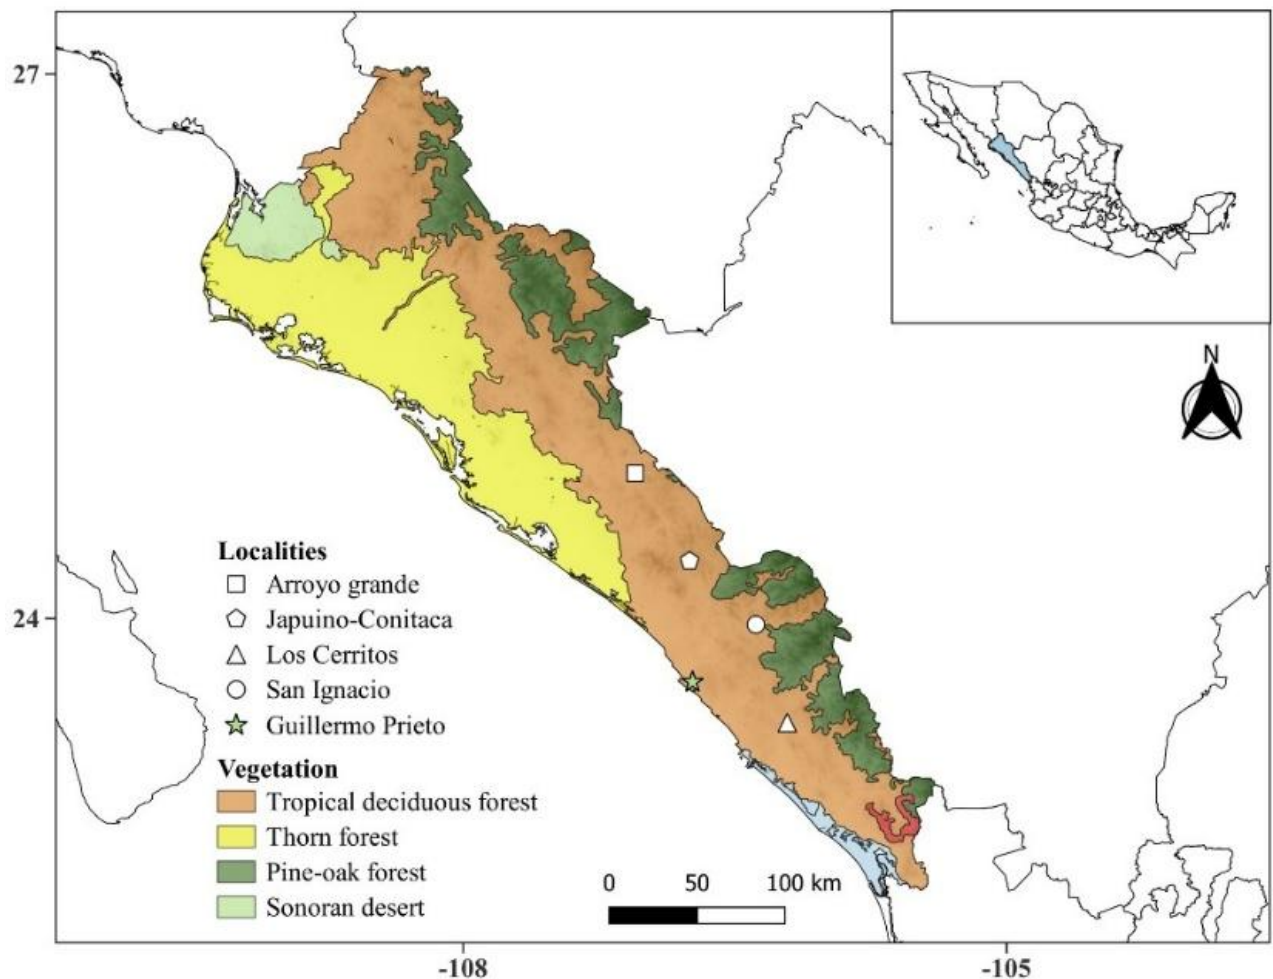 27
N
24
Localities
Arroyo grande
Japuino-Conitaca
Los Cerritos
San Ignacio
Guillermo Prieto
Vegetation
Tropical deciduous forest
Thorn forest
Pine-oak forest
Sonoran desert
0 50 100 km
-108 -105